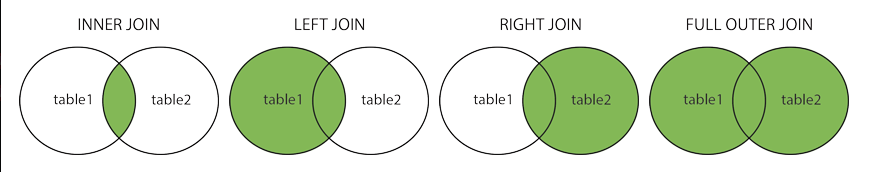 INNER JOIN
table1 table2
LEFT JOIN
table1 table2
RIGHT JOIN
table1 table2
FULL OUTER JOIN
table1 table2